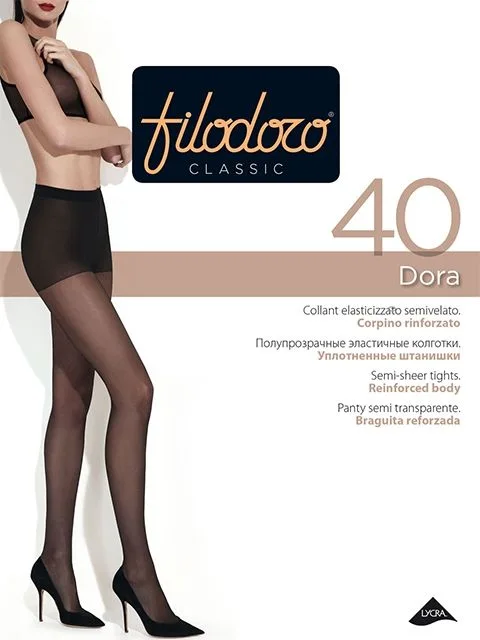 filodoro®
CLASSIC
40
Dora
Collant elasticizzato semivelato.
Corpino rinforzato
Полупрозрачные эластичные колготки.
Уплотненные штанишки
Semi-sheer tights.
Reinforced body
Panty semi transparente.
Braguita reforzada
LYCRA